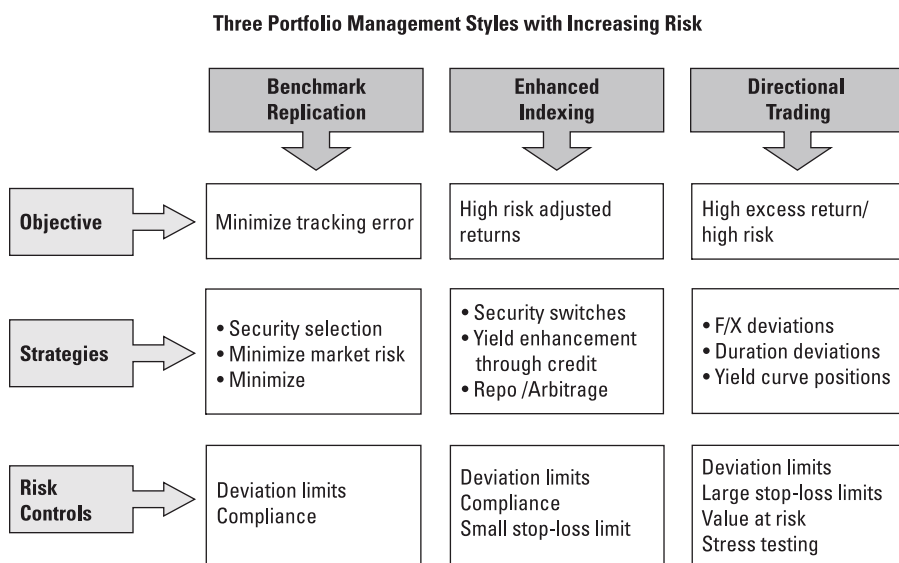 Three Portfolio Management Styles with Increasing Risk
Benchmark
Replication
Enhanced
Indexing
Directional
Trading
Objective
Minimize tracking error
High risk adjusted
returns
High excess return/
high risk
Strategies
• Security selection
• Minimize market risk
• Minimize
• Security switches
• Yield enhancement
through credit
• Repo /Arbitrage
• F/X deviations
• Duration deviations
• Yield curve positions
Risk
Controls
Deviation limits
Compliance
Deviation limits
Compliance
Small stop-loss limit
Deviation limits
Large stop-loss limits
Value at risk
Stress testing